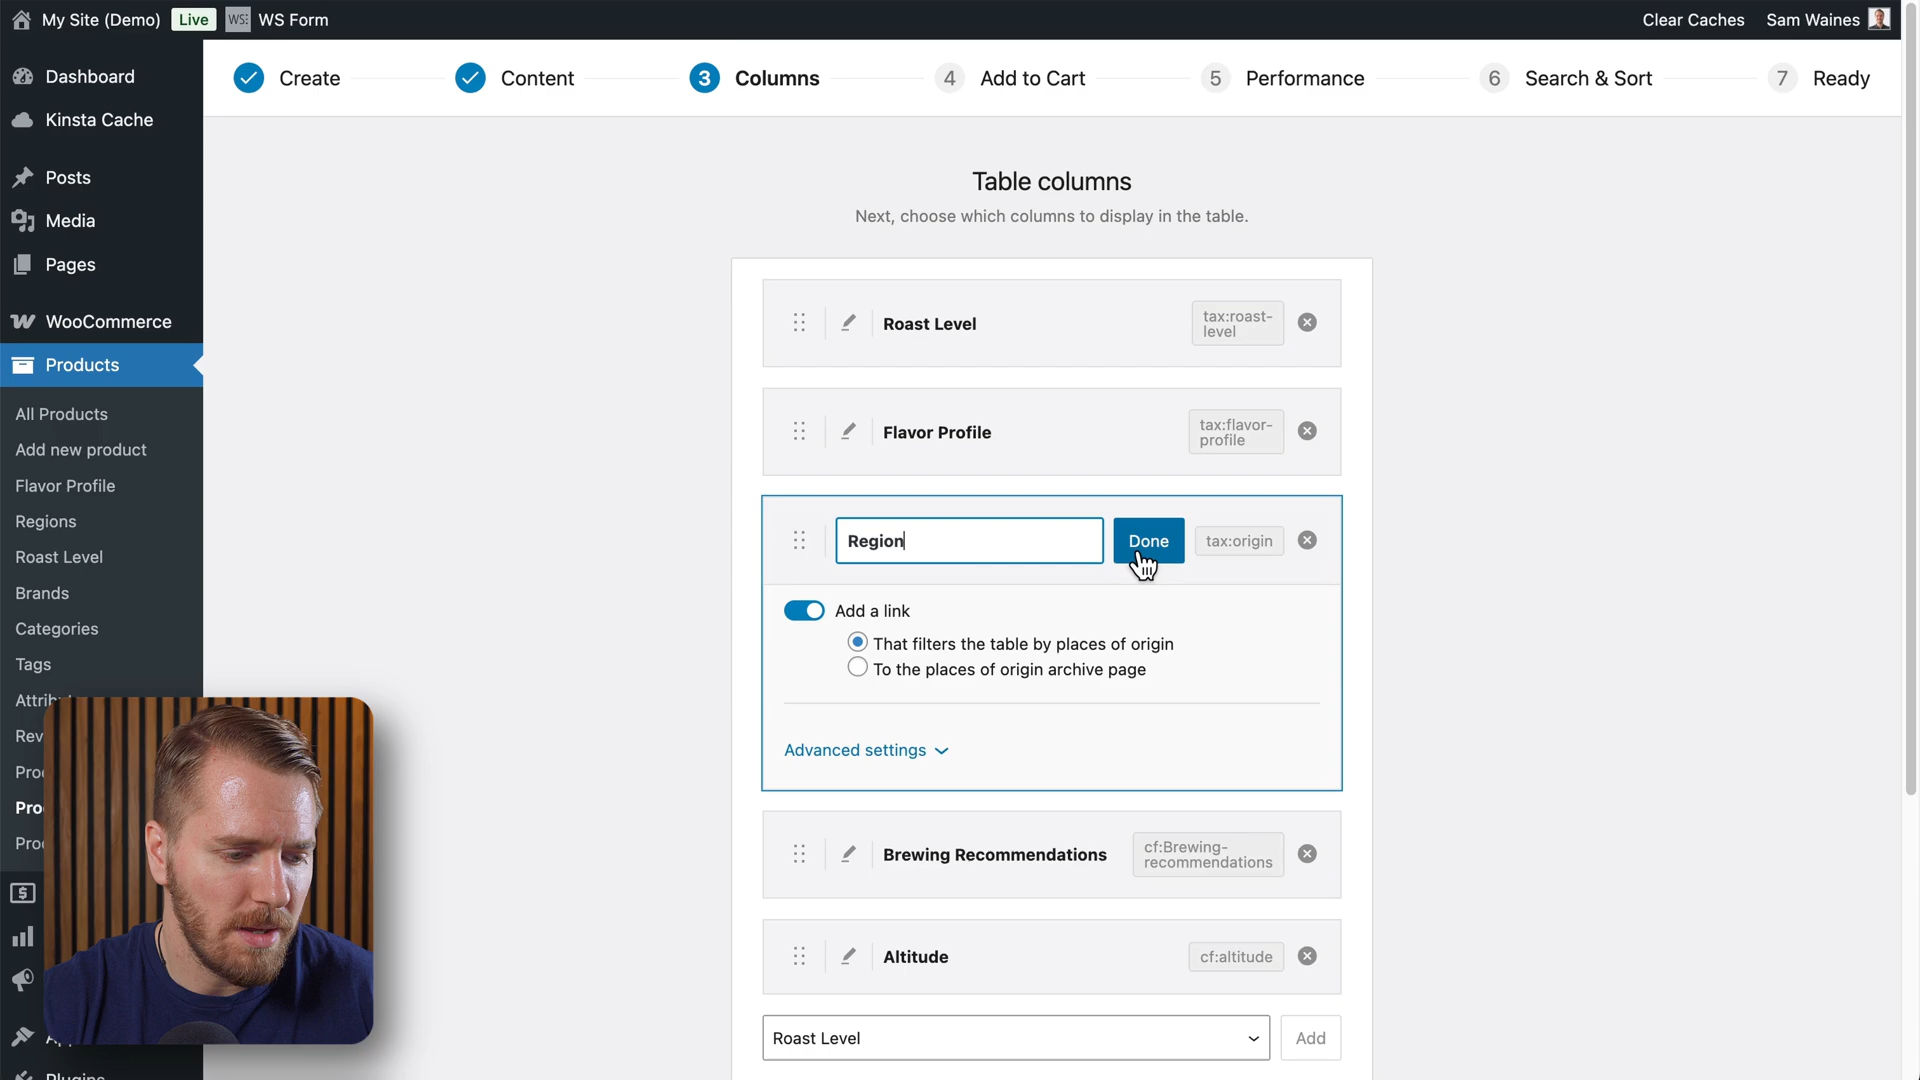 My Site (Demo) Live WS: WS Form Clear Caches Sam Waines
Create Content 3 Columns 4 Add to Cart 5 Performance 6 Search & Sort 7 Ready
Dashboard
Kinsta Cache
Posts
Media
Pages
WooCommerce
Products
All Products
Add new product
Flavor Profile
Regions
Roast Level
Brands
Categories
Tags
Table columns
Next, choose which columns to display in the table.
Roast Level tax:roast-
level
Flavor Profile tax:flavor-
profile
Region Done tax:origin
Add a link
That filters the table by places of origin
To the places of origin archive page
Advanced settings
Brewing Recommendations cf:Brewing-
recommendations
Altitude cf:altitude
Roast Level Add